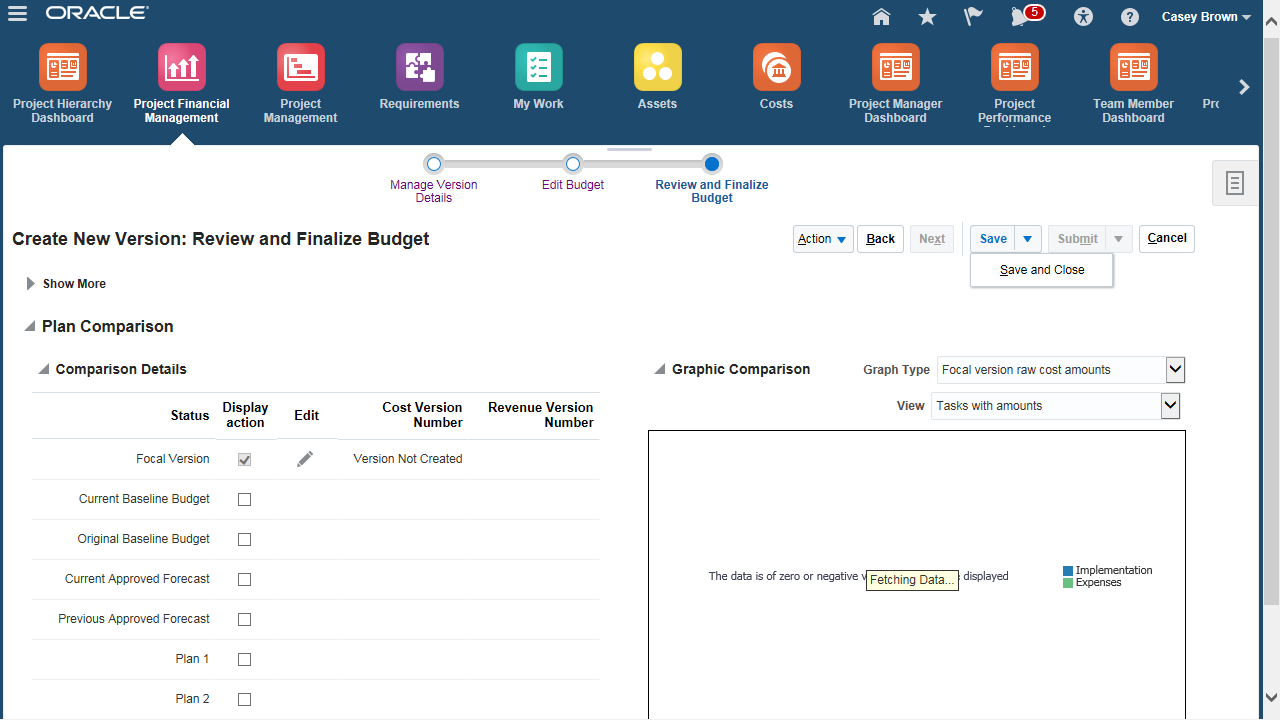 ORACLE
5
Casey Brown
Project Hierarchy
Dashboard
Project Financial
Management
Project
Management
Requirements
My Work
Assets
Costs
Project Manager
Dashboard
Project
Performance
Team Member
Dashboard
Manage Version
Details
Edit Budget
Review and Finalize
Budget
Create New Version: Review and Finalize Budget
Action
Back
Next
Save
Submit
Cancel
Save and Close
Show More
Plan Comparison
Comparison Details
Status
Display
action
Edit
Cost Version
Number
Revenue Version
Number
Focal Version
Version Not Created
Current Baseline Budget
Original Baseline Budget
Current Approved Forecast
Previous Approved Forecast
Plan 1
Plan 2
Graphic Comparison
Graph Type
Focal version raw cost amounts
View
Tasks with amounts
The data is of zero or negative
displayed
Fetching Data...
Implementation
Expenses